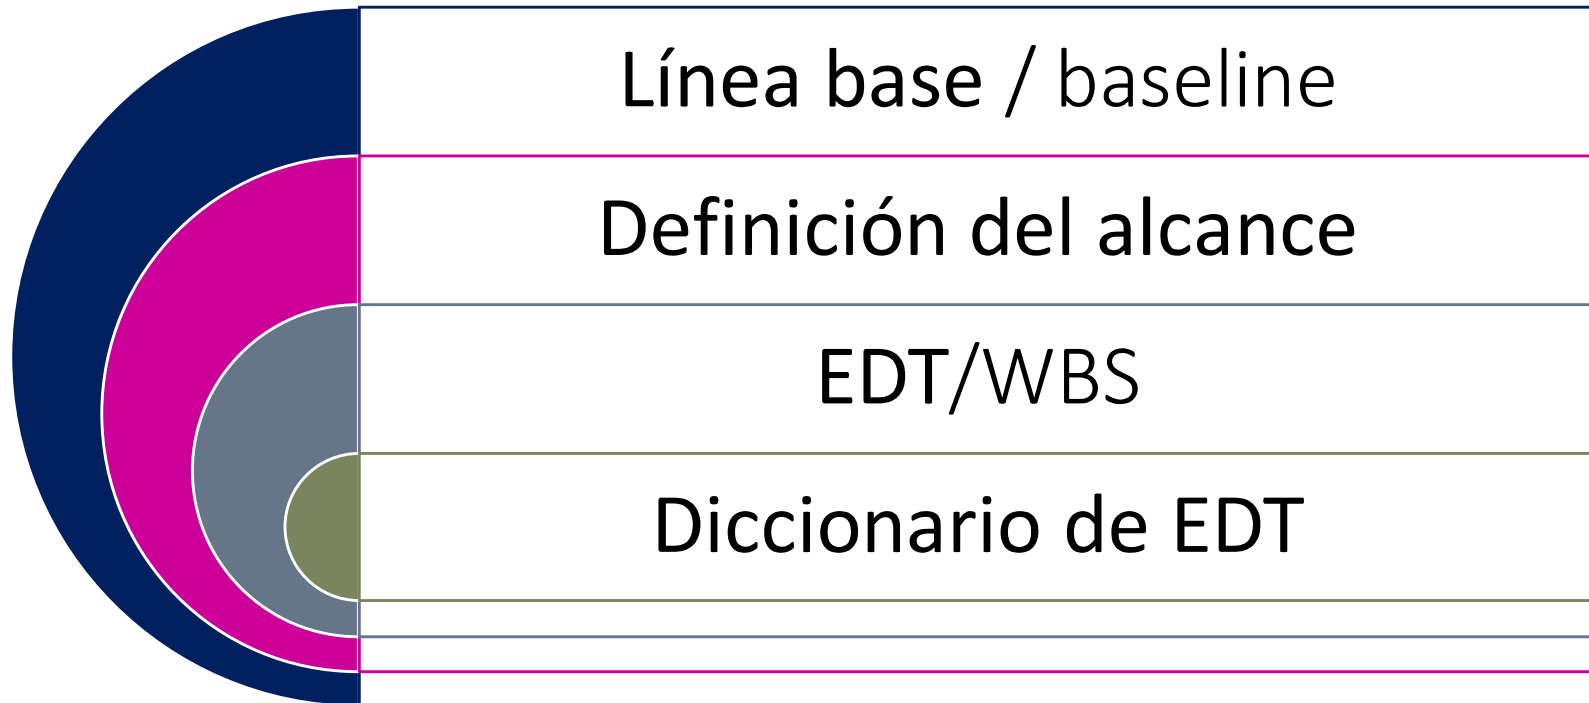 Línea base / baseline
Definición del alcance
EDT/WBS
Diccionario de EDT